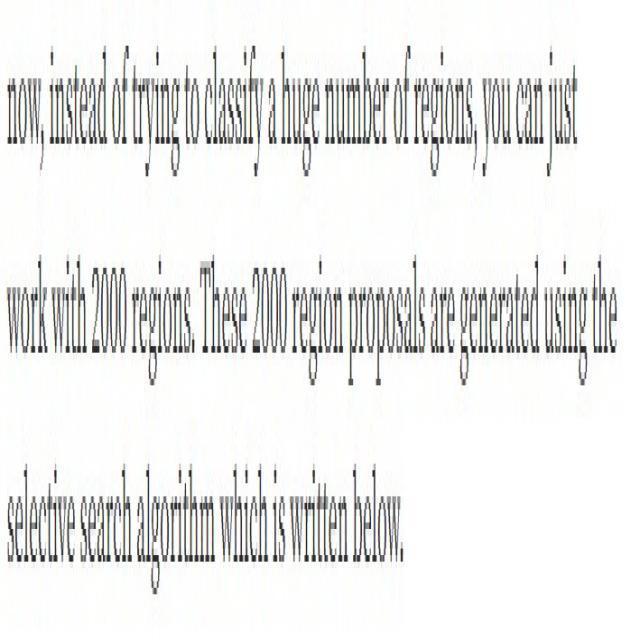 now, instead of trying to classify a huge number of regions, you can just
work with 2000 regions. These 2000 region proposals are generated using the
selective search algorithm which is written below.